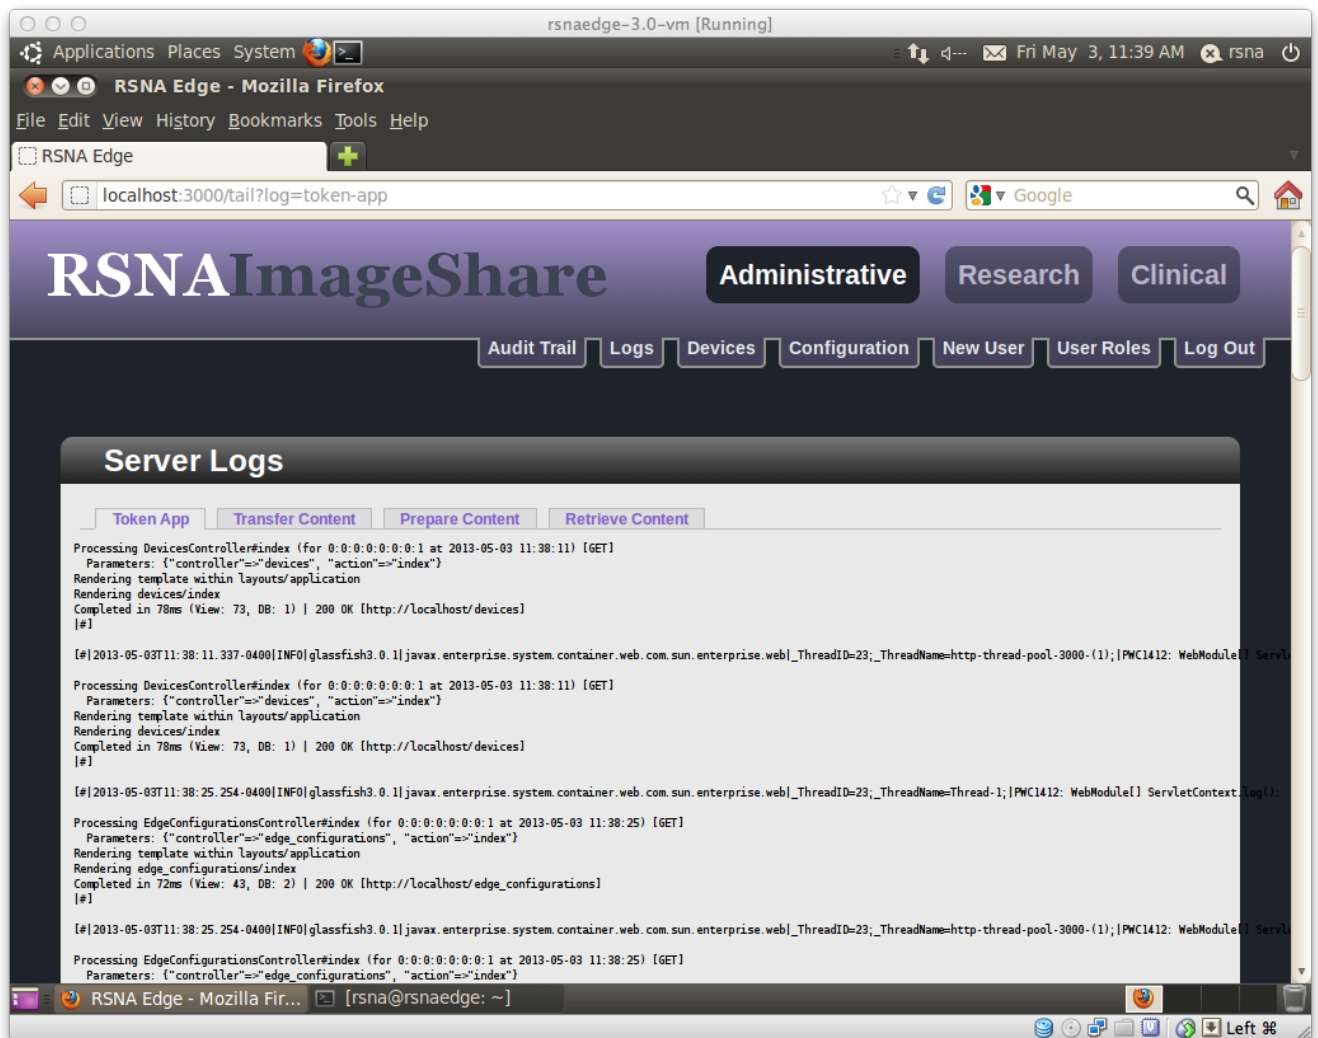 rsnaedge-3.0-vm [Running]
Applications Places System Fri May 3, 11:39 AM rsna
RSNA Edge - Mozilla Firefox
File Edit View History Bookmarks Tools Help
RSNA Edge
localhost:3000/tail?log=token-app Google
RSNAImageShare Administrative Research Clinical
Audit Trail Logs Devices Configuration New User User Roles Log Out
Server Logs
Token App Transfer Content Prepare Content Retrieve Content
Processing DevicesController#index (for 0:0:0:0:0:0:0:1 at 2013-05-03 11:38:11) [GET]
Parameters: {"controller"=>"devices", "action"=>"index"}
Rendering template within layouts/application
Rendering devices/index
Completed in 78ms (View: 73, DB: 1) | 200 OK [http://localhost/devices]
|#]
[#|2013-05-03T11:38:11.337-0400|INFO|glassfish3.0.1|javax.enterprise.system.container.web.com.sun.enterprise.web|_ThreadID=23;_ThreadName=http-thread-pool-3000-(1);|PWC1412: WebModule[] Servle
Processing DevicesController#index (for 0:0:0:0:0:0:0:1 at 2013-05-03 11:38:11) [GET]
Parameters: {"controller"=>"devices", "action"=>"index"}
Rendering template within layouts/application
Rendering devices/index
Completed in 78ms (View: 73, DB: 1) | 200 OK [http://localhost/devices]
|#]
[#|2013-05-03T11:38:25.254-0400|INFO|glassfish3.0.1|javax.enterprise.system.container.web.com.sun.enterprise.web|_ThreadID=23;_ThreadName=Thread-1;|PWC1412: WebModule[] ServletContext.log():
Processing EdgeConfigurationsController#index (for 0:0:0:0:0:0:0:1 at 2013-05-03 11:38:25) [GET]
Parameters: {"controller"=>"edge_configurations", "action"=>"index"}
Rendering template within layouts/application
Rendering edge_configurations/index
Completed in 72ms (View: 43, DB: 2) | 200 OK [http://localhost/edge_configurations]
|#]
[#|2013-05-03T11:38:25.254-0400|INFO|glassfish3.0.1|javax.enterprise.system.container.web.com.sun.enterprise.web|_ThreadID=23;_ThreadName=http-thread-pool-3000-(1);|PWC1412: WebModule[] Servle
Processing EdgeConfigurationsController#index (for 0:0:0:0:0:0:0:1 at 2013-05-03 11:38:25) [GET]
Parameters: {"controller"=>"edge_configurations", "action"=>"index"}
RSNA Edge - Mozilla Fir... [rsna@rsnaedge: ~]
Left ⌘